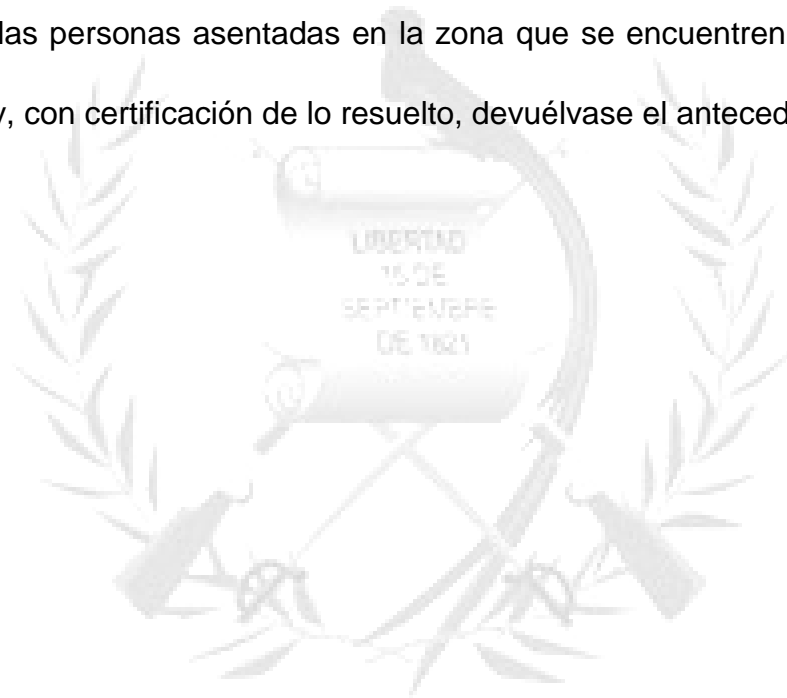 las personas asentadas en la zona que se encuentren
y, con certificación de lo resuelto, devuélvase el anteced
LIBERTAD
15 DE
SEPTIEMBRE
DE 1821